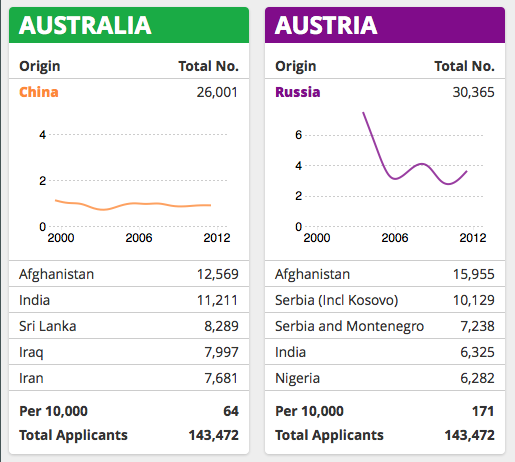 AUSTRALIA
Origin Total No.
China 26,001
4
2
0
2000 2006 2012
Afghanistan 12,569
India 11,211
Sri Lanka 8,289
Iraq 7,997
Iran 7,681
Per 10,000 64
Total Applicants 143,472
AUSTRIA
Origin Total No.
Russia 30,365
6
4
2
0
2000 2006 2012
Afghanistan 15,955
Serbia (Incl Kosovo) 10,129
Serbia and Montenegro 7,238
India 6,325
Nigeria 6,282
Per 10,000 171
Total Applicants 143,472